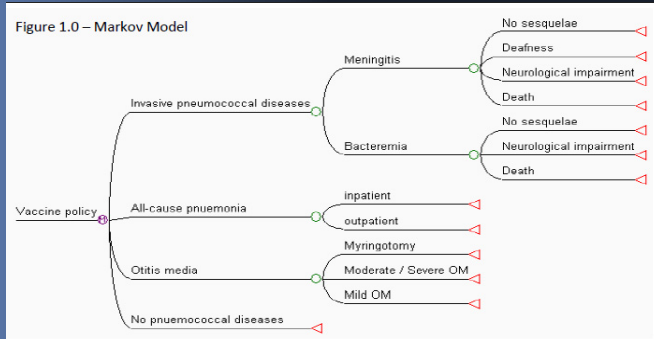 Figure 1.0 – Markov Model
No sesquelae
Deafness
Meningitis
Neurological impairment
Death
Invasive pneumococcal diseases
No sesquelae
Bacteremia
Neurological impairment
Death
inpatient
All-cause pnuemonia
Vaccine policy
outpatient
Myringotomy
Otitis media
Moderate / Severe OM
Mild OM
No pnuemococcal diseases